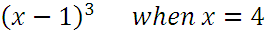 (x − 1)³ when x = 4